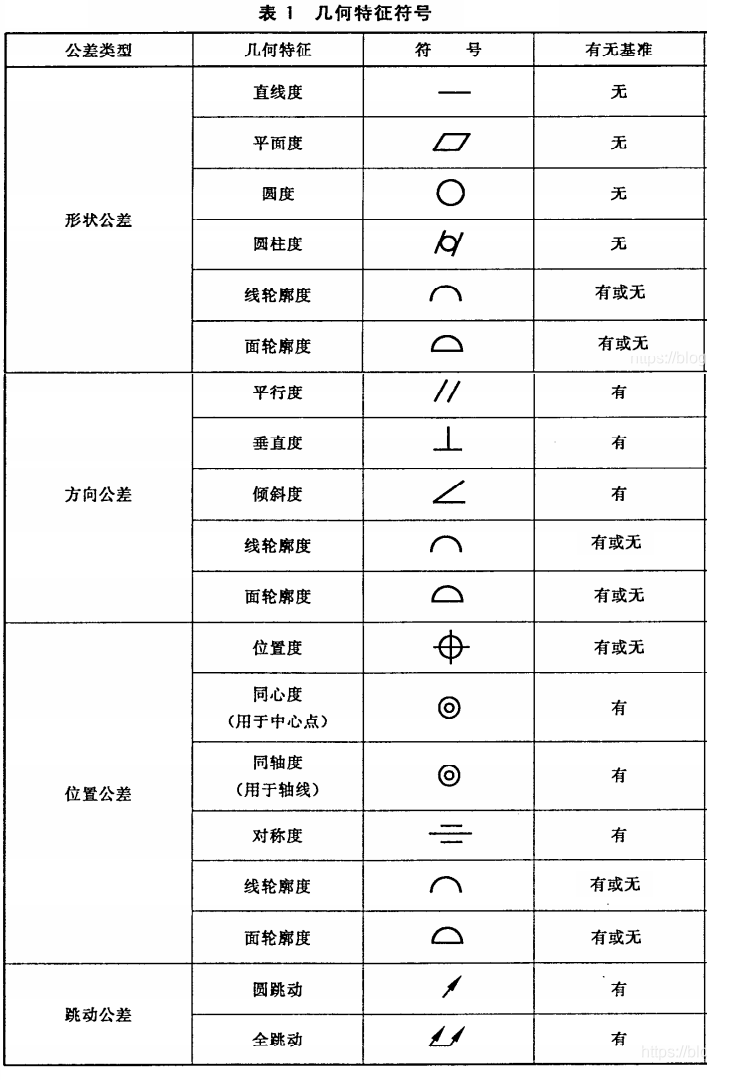 表 1 几何特征符号
公差类型 几何特征 符 号 有无基准
形状公差
直线度 — 无
平面度 ▱ 无
圆度 ○ 无
圆柱度 ⌭ 无
线轮廓度 ⌒ 有或无
面轮廓度 ⌓ 有或无
https://blog
方向公差
平行度 // 有
垂直度 ⊥ 有
倾斜度 ∠ 有
线轮廓度 ⌒ 有或无
面轮廓度 ⌓ 有或无
位置公差
位置度 ⌖ 有或无
同心度
（用于中心点） ◎ 有
同轴度
（用于轴线） ◎ 有
对称度 ⌯ 有
线轮廓度 ⌒ 有或无
面轮廓度 ⌓ 有或无
跳动公差
圆跳动 ↗ 有
全跳动 ⌰ 有
https://blo